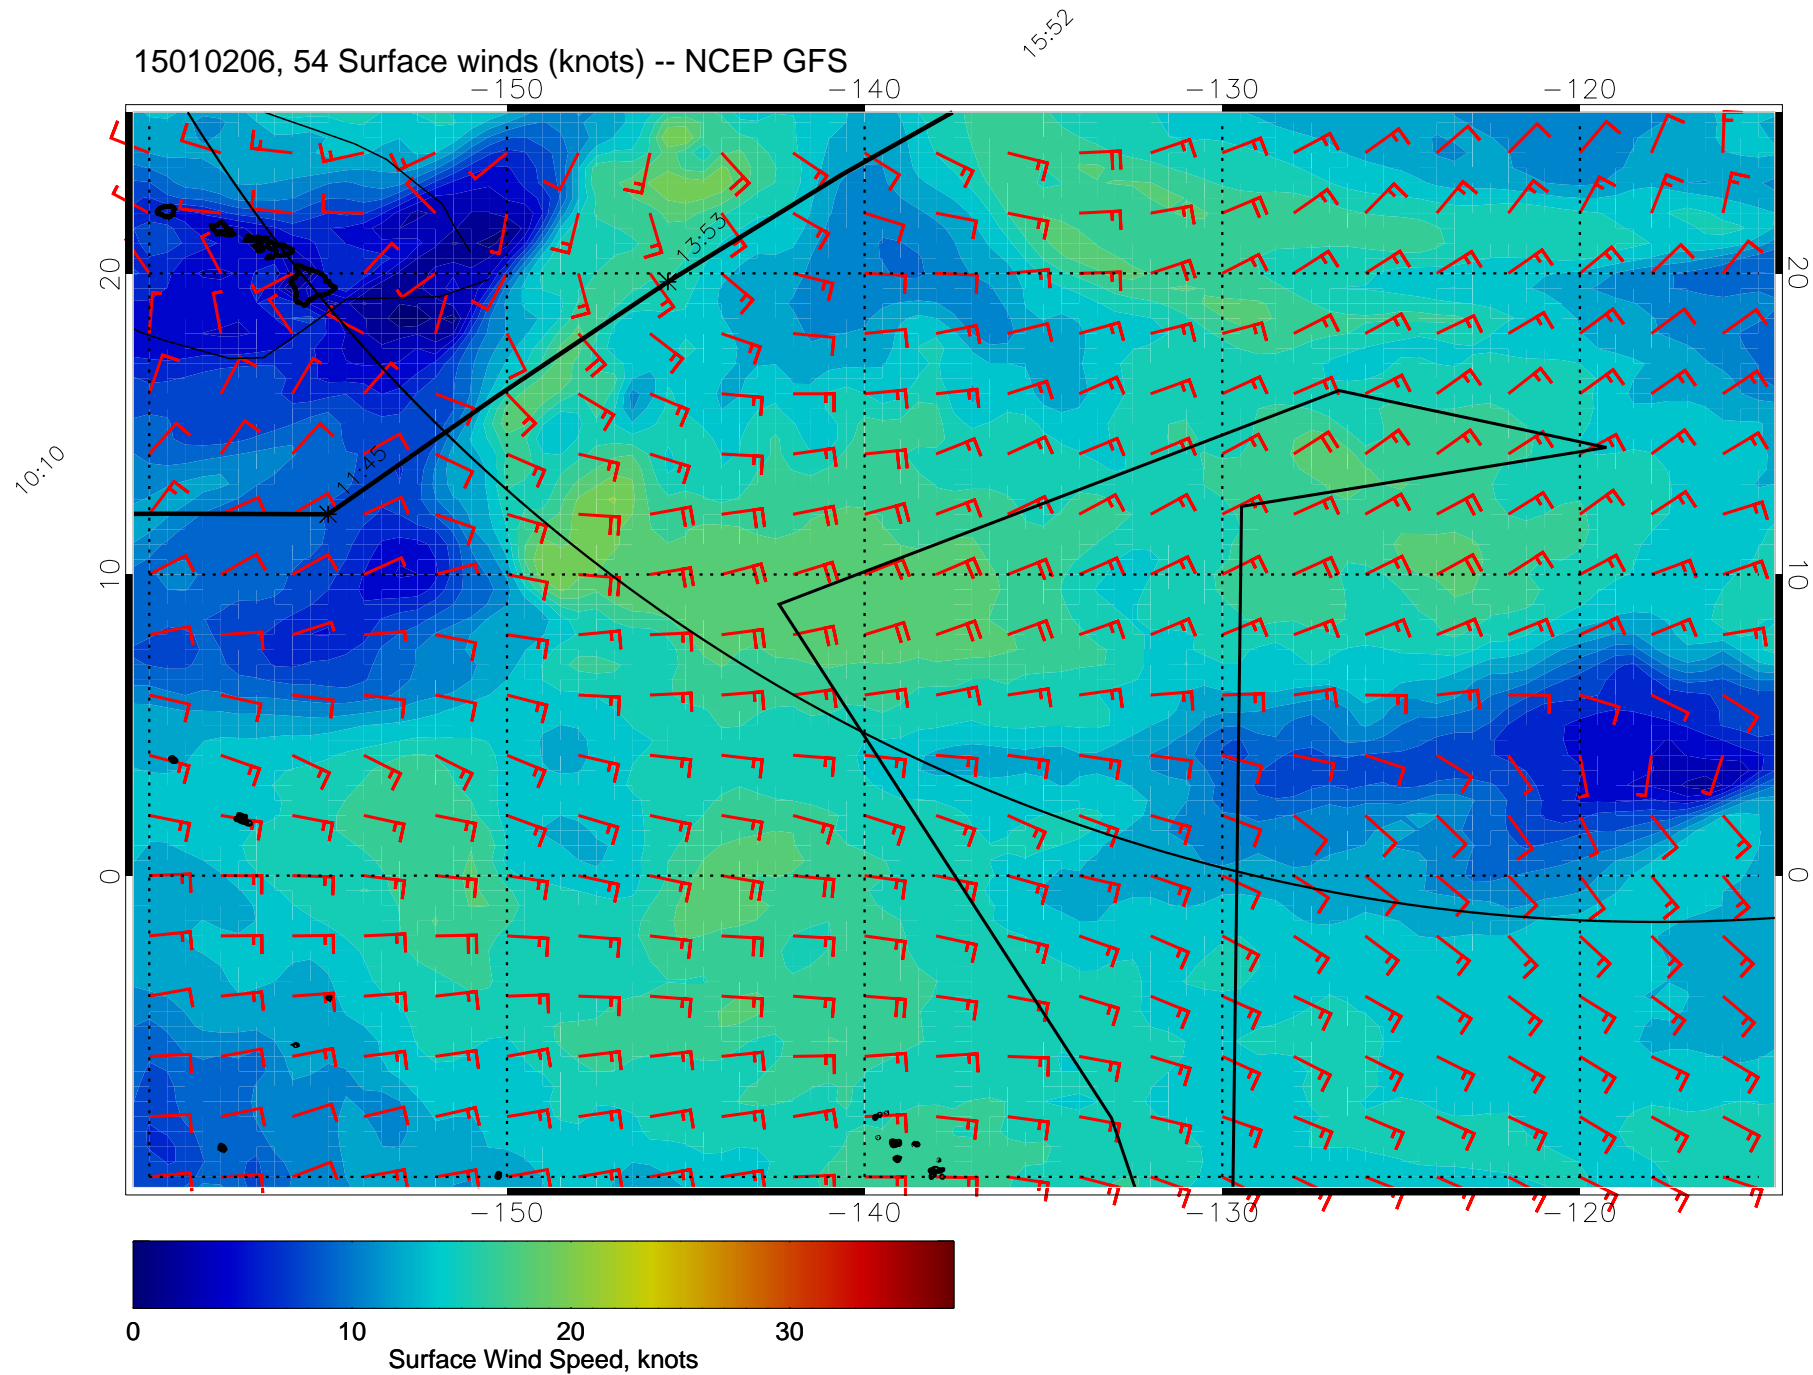 15:52
15010206, 54 Surface winds (knots) -- NCEP GFS
-150 -140 -130 -120
13:53
20 20
11:45
10:10
10 10
0 0
-150 -140 -130 -120
0 10 20 30
Surface Wind Speed, knots